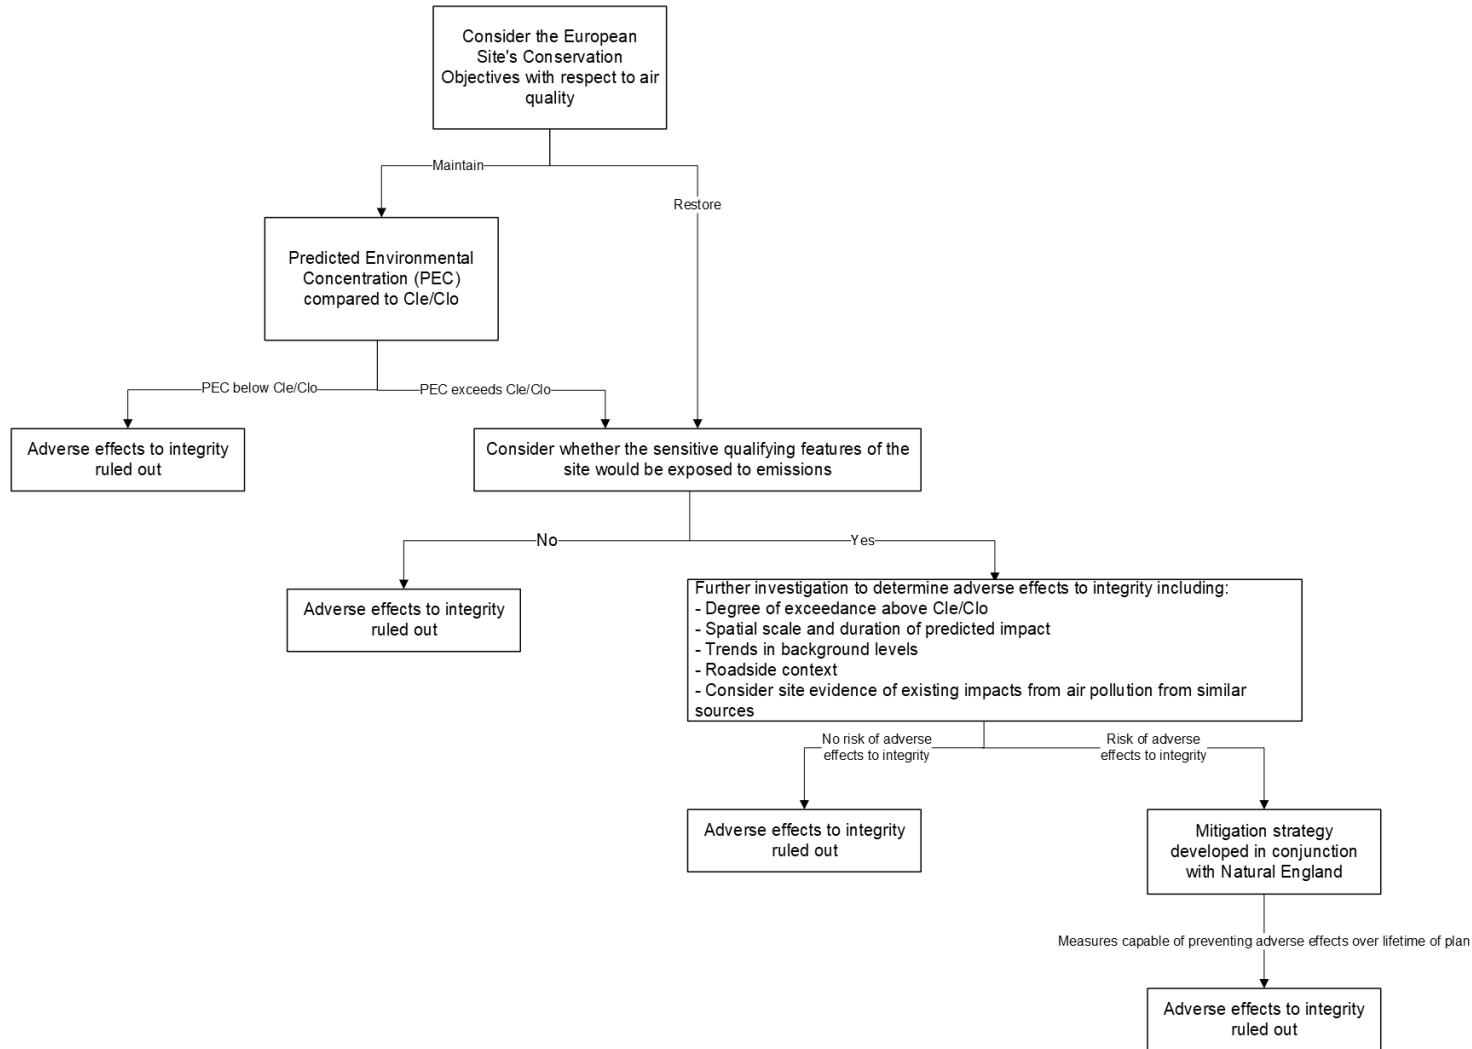 Consider the European
Site's Conservation
Objectives with respect to air
quality
Maintain
Restore
Predicted Environmental
Concentration (PEC)
compared to Cle/Clo
PEC below Cle/Clo
PEC exceeds Cle/Clo
Adverse effects to integrity
ruled out
Consider whether the sensitive qualifying features of the
site would be exposed to emissions
No
Yes
Adverse effects to integrity
ruled out
Further investigation to determine adverse effects to integrity including:
- Degree of exceedance above Cle/Clo
- Spatial scale and duration of predicted impact
- Trends in background levels
- Roadside context
- Consider site evidence of existing impacts from air pollution from similar
sources
No risk of adverse
effects to integrity
Risk of adverse
effects to integrity
Adverse effects to integrity
ruled out
Mitigation strategy
developed in conjunction
with Natural England
Measures capable of preventing adverse effects over lifetime of plan
Adverse effects to integrity
ruled out